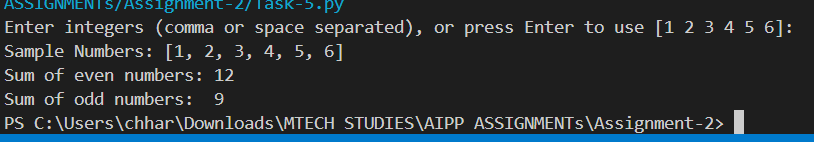 ASSIGNMENTs/Assignment-2/Task-5.py
Enter integers (comma or space separated), or press Enter to use [1 2 3 4 5 6]:
Sample Numbers: [1, 2, 3, 4, 5, 6]
Sum of even numbers: 12
Sum of odd numbers:  9
PS C:\Users\chhar\Downloads\MTECH STUDIES\AIPP ASSIGNMENTs\Assignment-2>